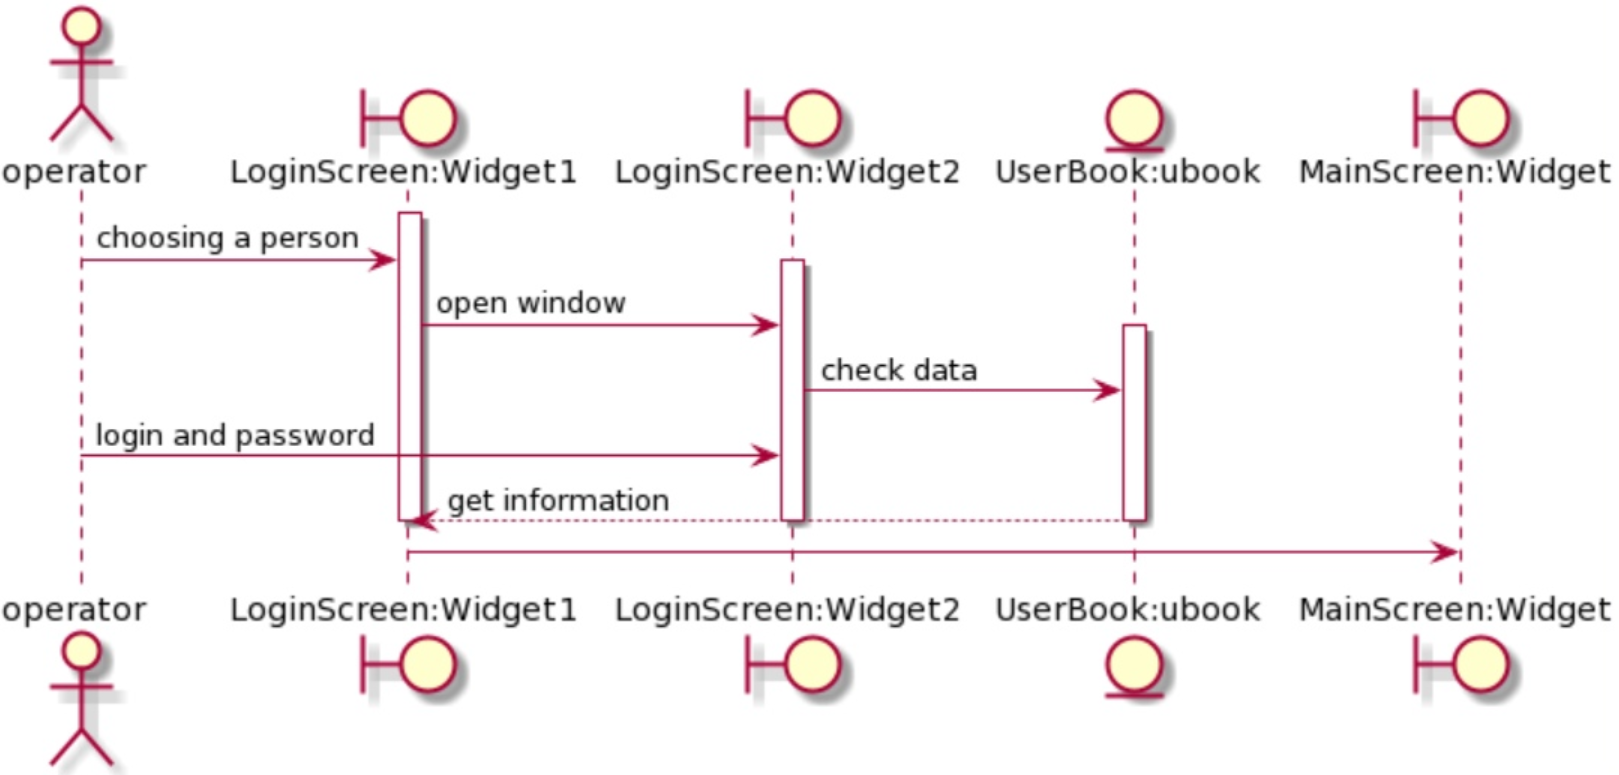 operator
LoginScreen:Widget1
LoginScreen:Widget2
UserBook:ubook
MainScreen:Widget
choosing a person
open window
check data
login and password
get information
operator
LoginScreen:Widget1
LoginScreen:Widget2
UserBook:ubook
MainScreen:Widget